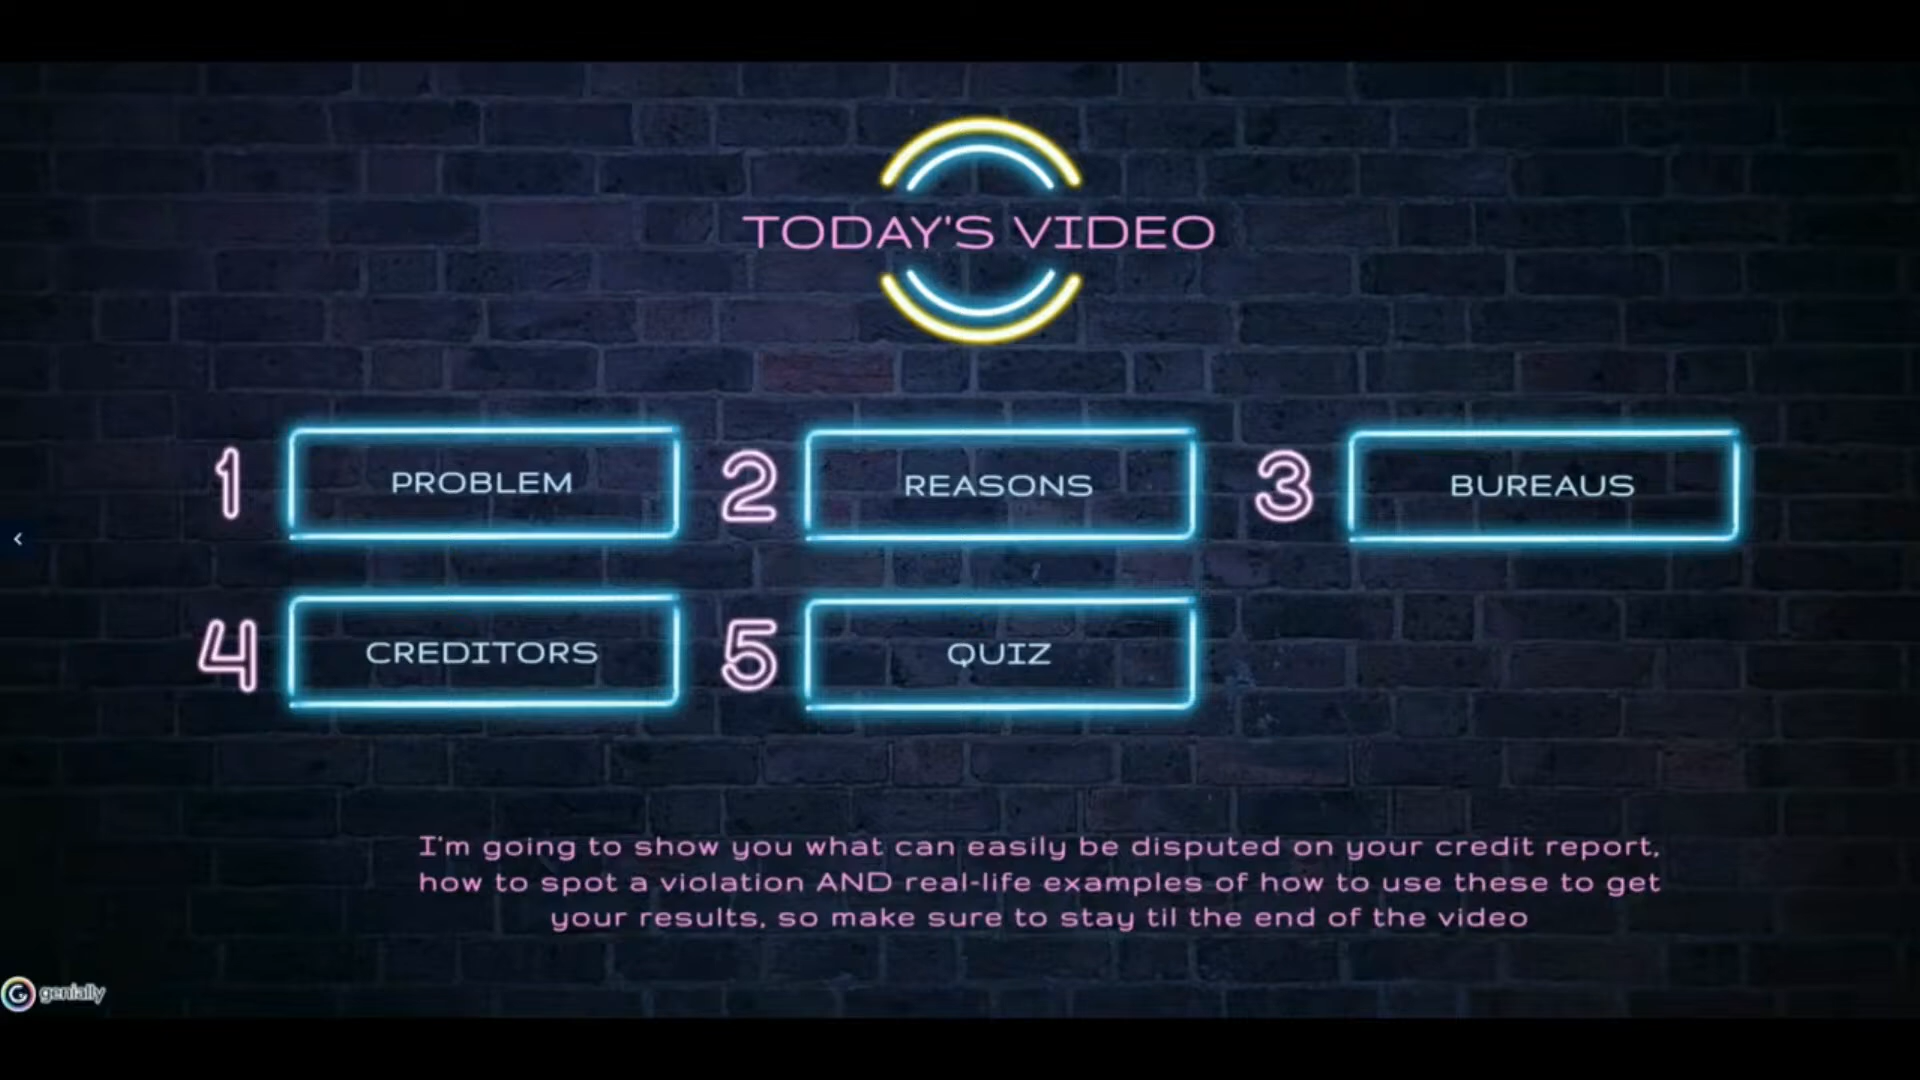 TODAY'S VIDEO
1 PROBLEM 2 REASONS 3 BUREAUS
4 CREDITORS 5 QUIZ
I'm going to show you what can easily be disputed on your credit report,
how to spot a violation AND real-life examples of how to use these to get
your results, so make sure to stay til the end of the video
genially